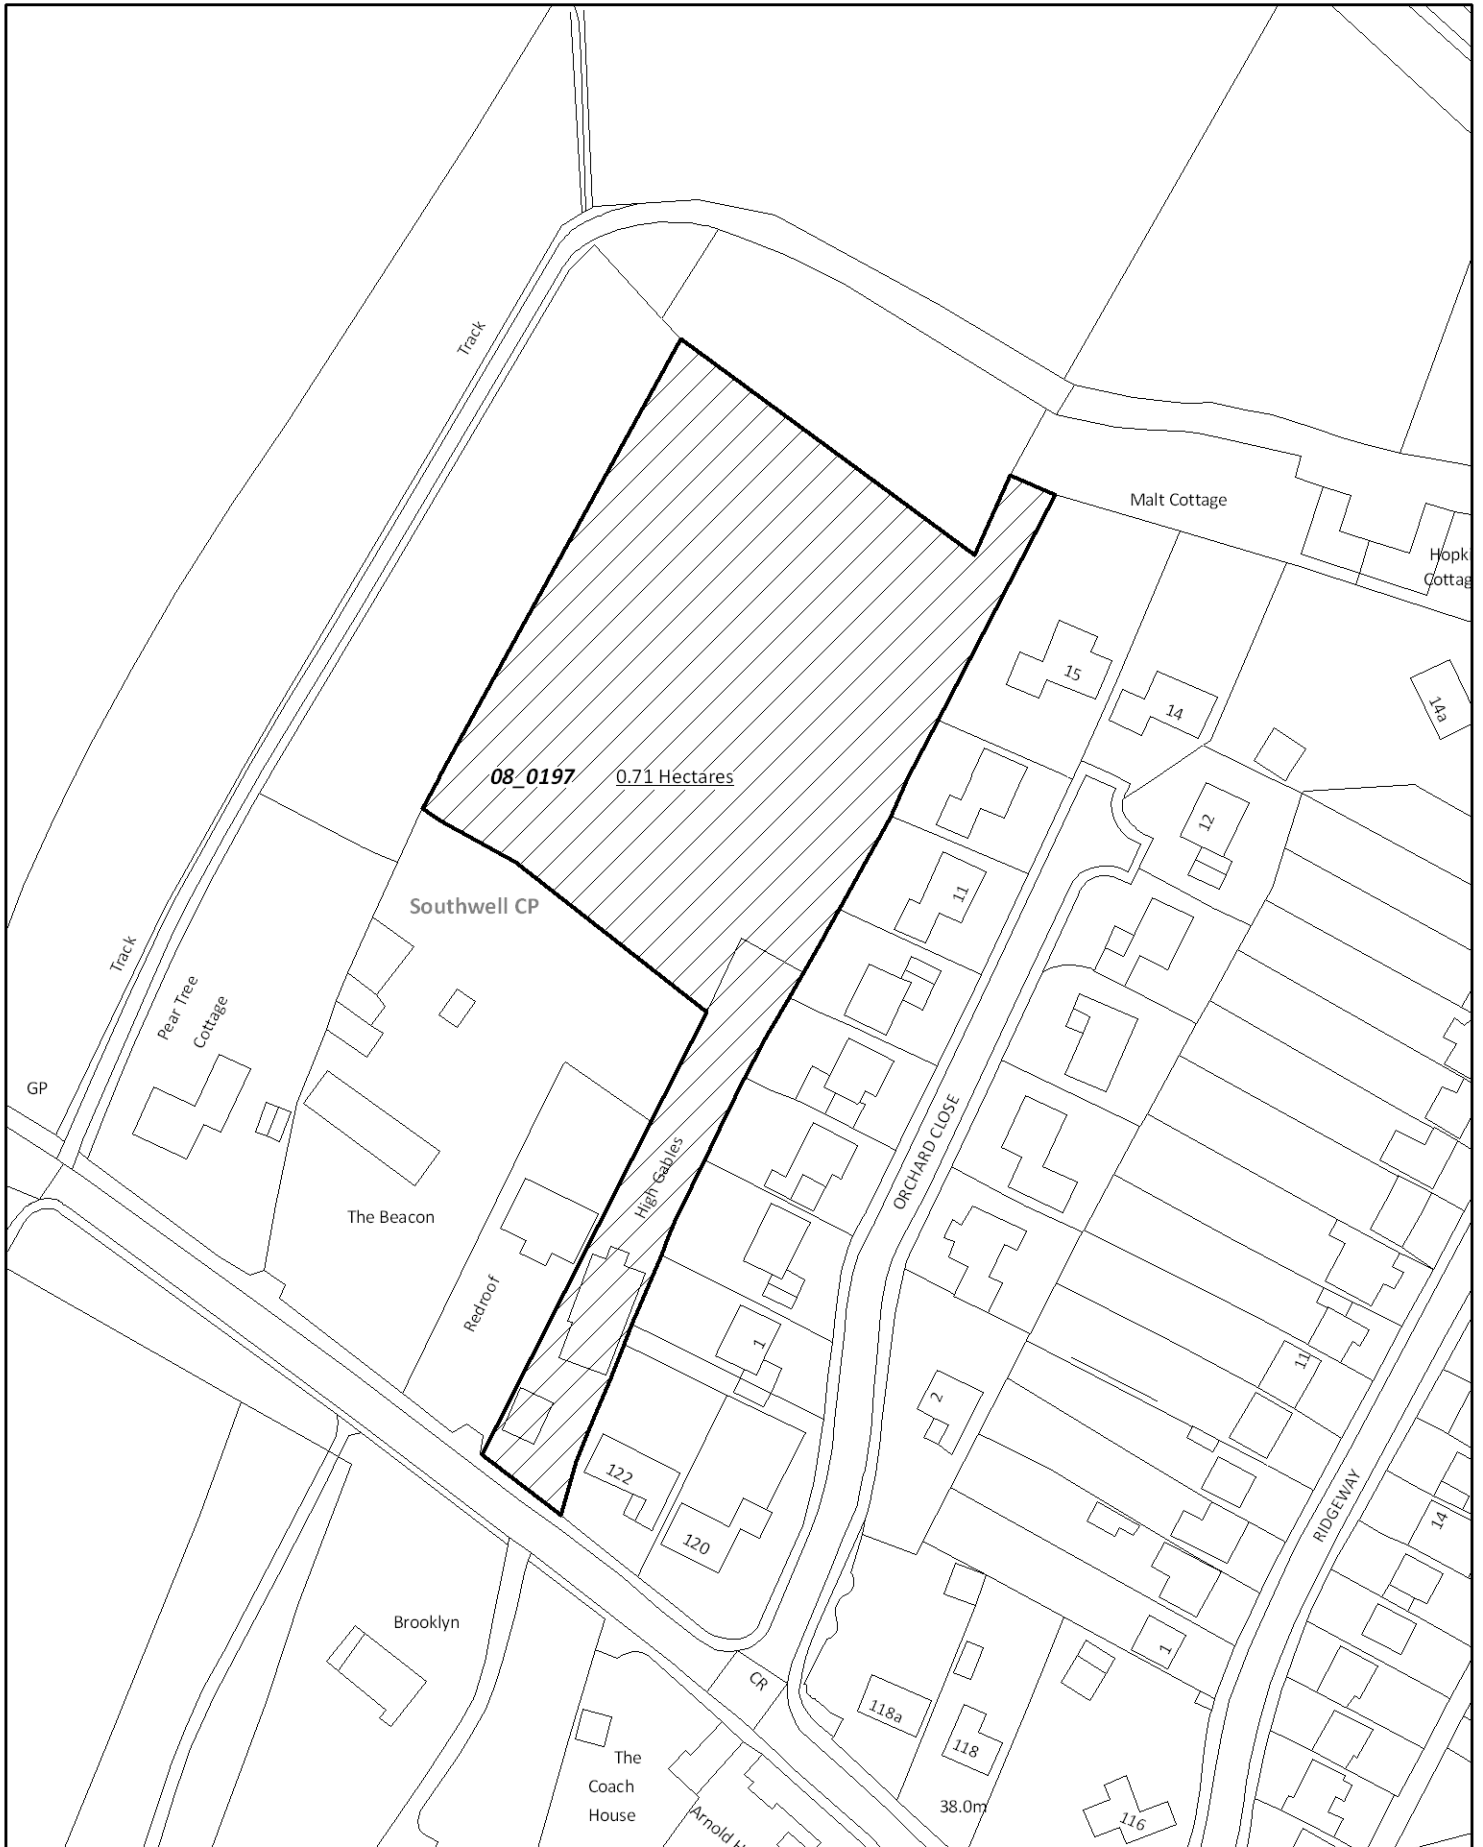 Track
Malt Cottage
Hopk
Cottag
15
14
14a
08_0197 0.71 Hectares
12
11
Southwell CP
Track
Pear Tree
Cottage
GP
ORCHARD CLOSE
High Gables
The Beacon
Redroof
1
11
2
122
120
RIDGEWAY
14
Brooklyn
1
CR
118a
118
The
Coach
House
38.0m
116
Arnold H